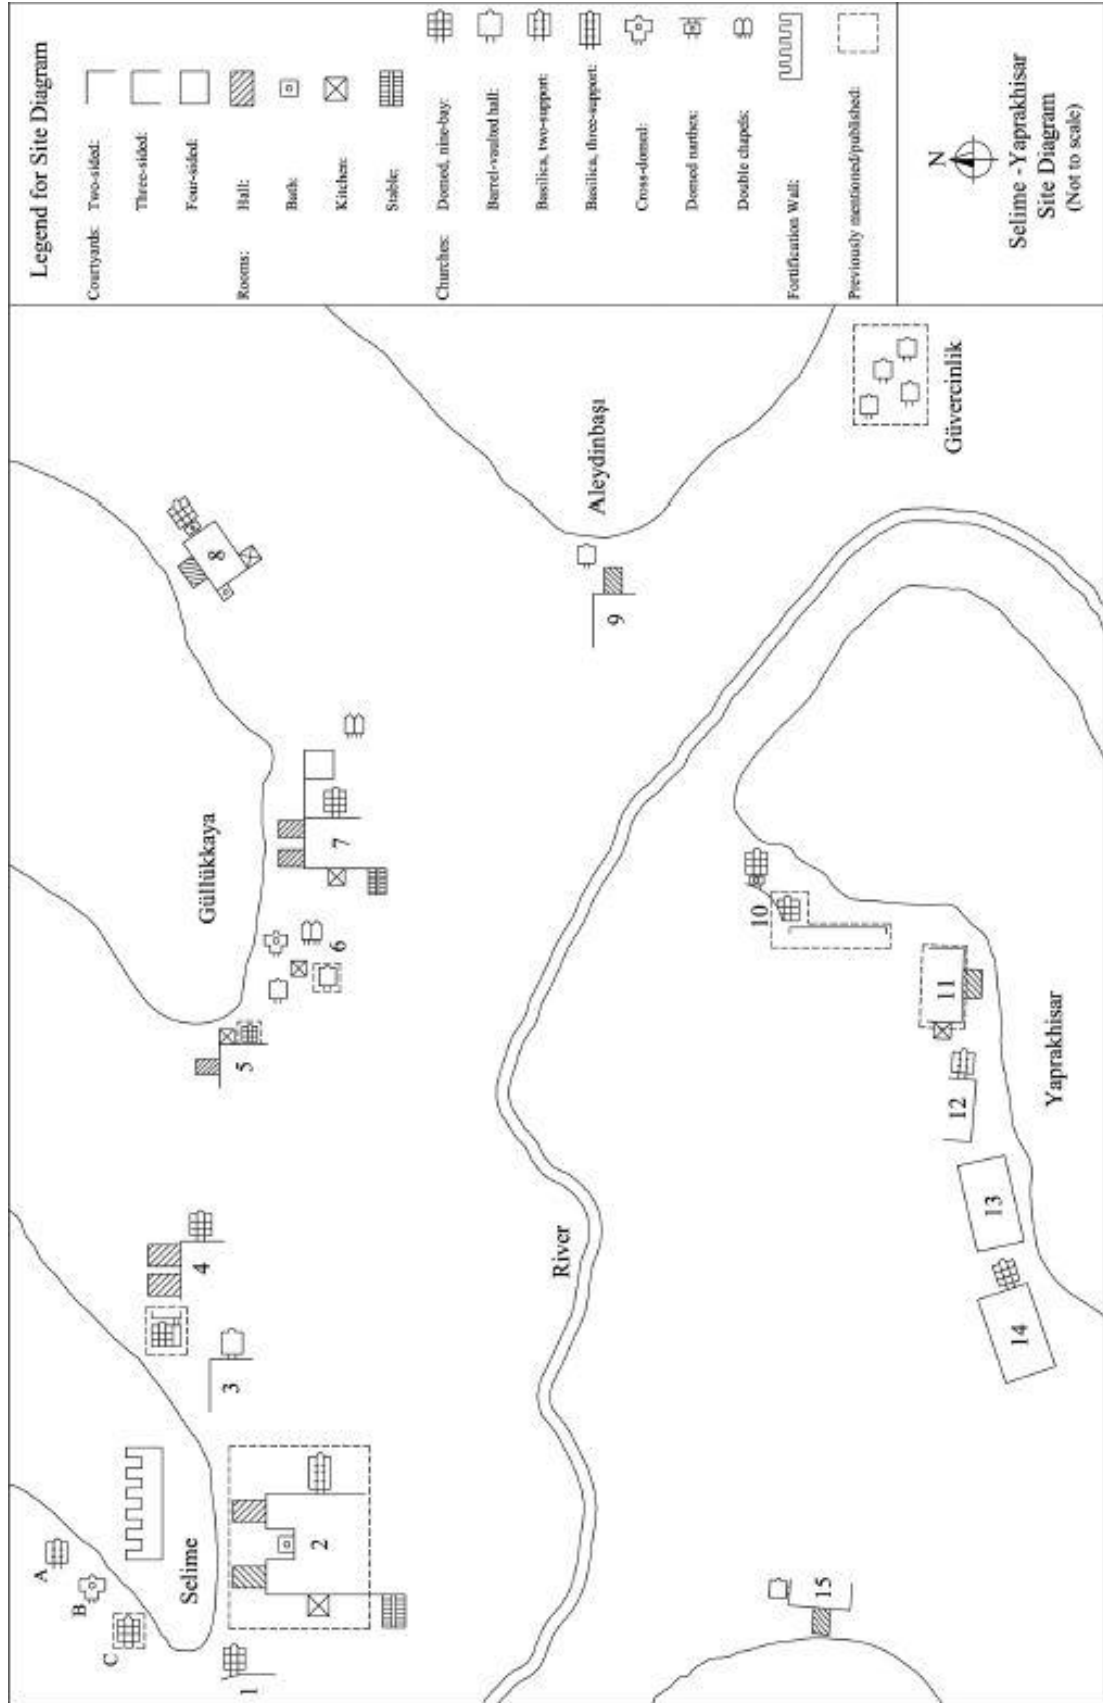 Legend for Site Diagram
Courtyards: Two-sided:
Three-sided:
Four-sided:
Rooms: Hall:
Bath:
Kitchen:
Stable:
Churches: Domed, nine-bay:
Barrel-vaulted hall:
Basilica, two-support:
Basilica, three-support:
Cross-domed:
Domed narthex:
Double chapels:
Fortification Wall:
Previously mentioned/published:
N
Selime - Yaprakhisar
Site Diagram
(Not to scale)
A
B
C
Selime
1
2
3
4
5
6
7
8
Güllükkaya
Aleydinbaşı
9
Güvercinlik
River
10
11
12
13
14
15
Yaprakhisar